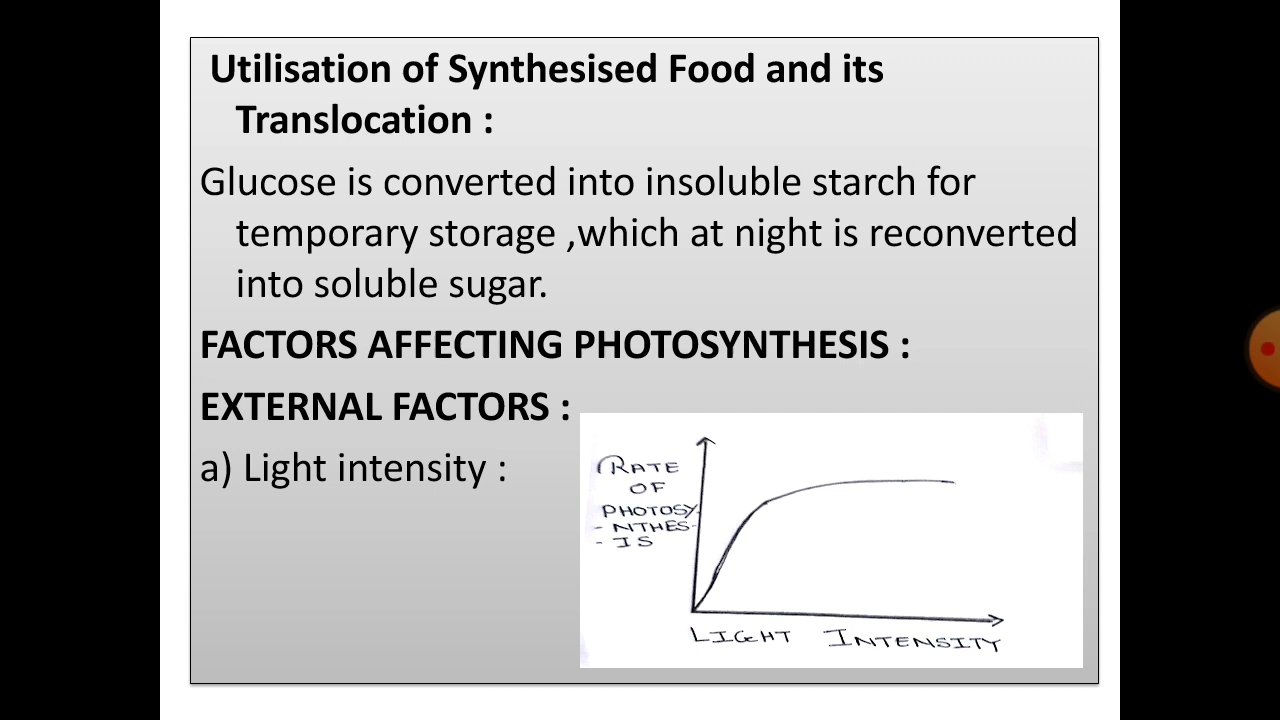 Utilisation of Synthesised Food and its
Translocation :
Glucose is converted into insoluble starch for
temporary storage ,which at night is reconverted
into soluble sugar.
FACTORS AFFECTING PHOTOSYNTHESIS :
EXTERNAL FACTORS :
a) Light intensity :
RATE
OF
PHOTOSY-
- NTHES-
- IS
LIGHT INTENSITY